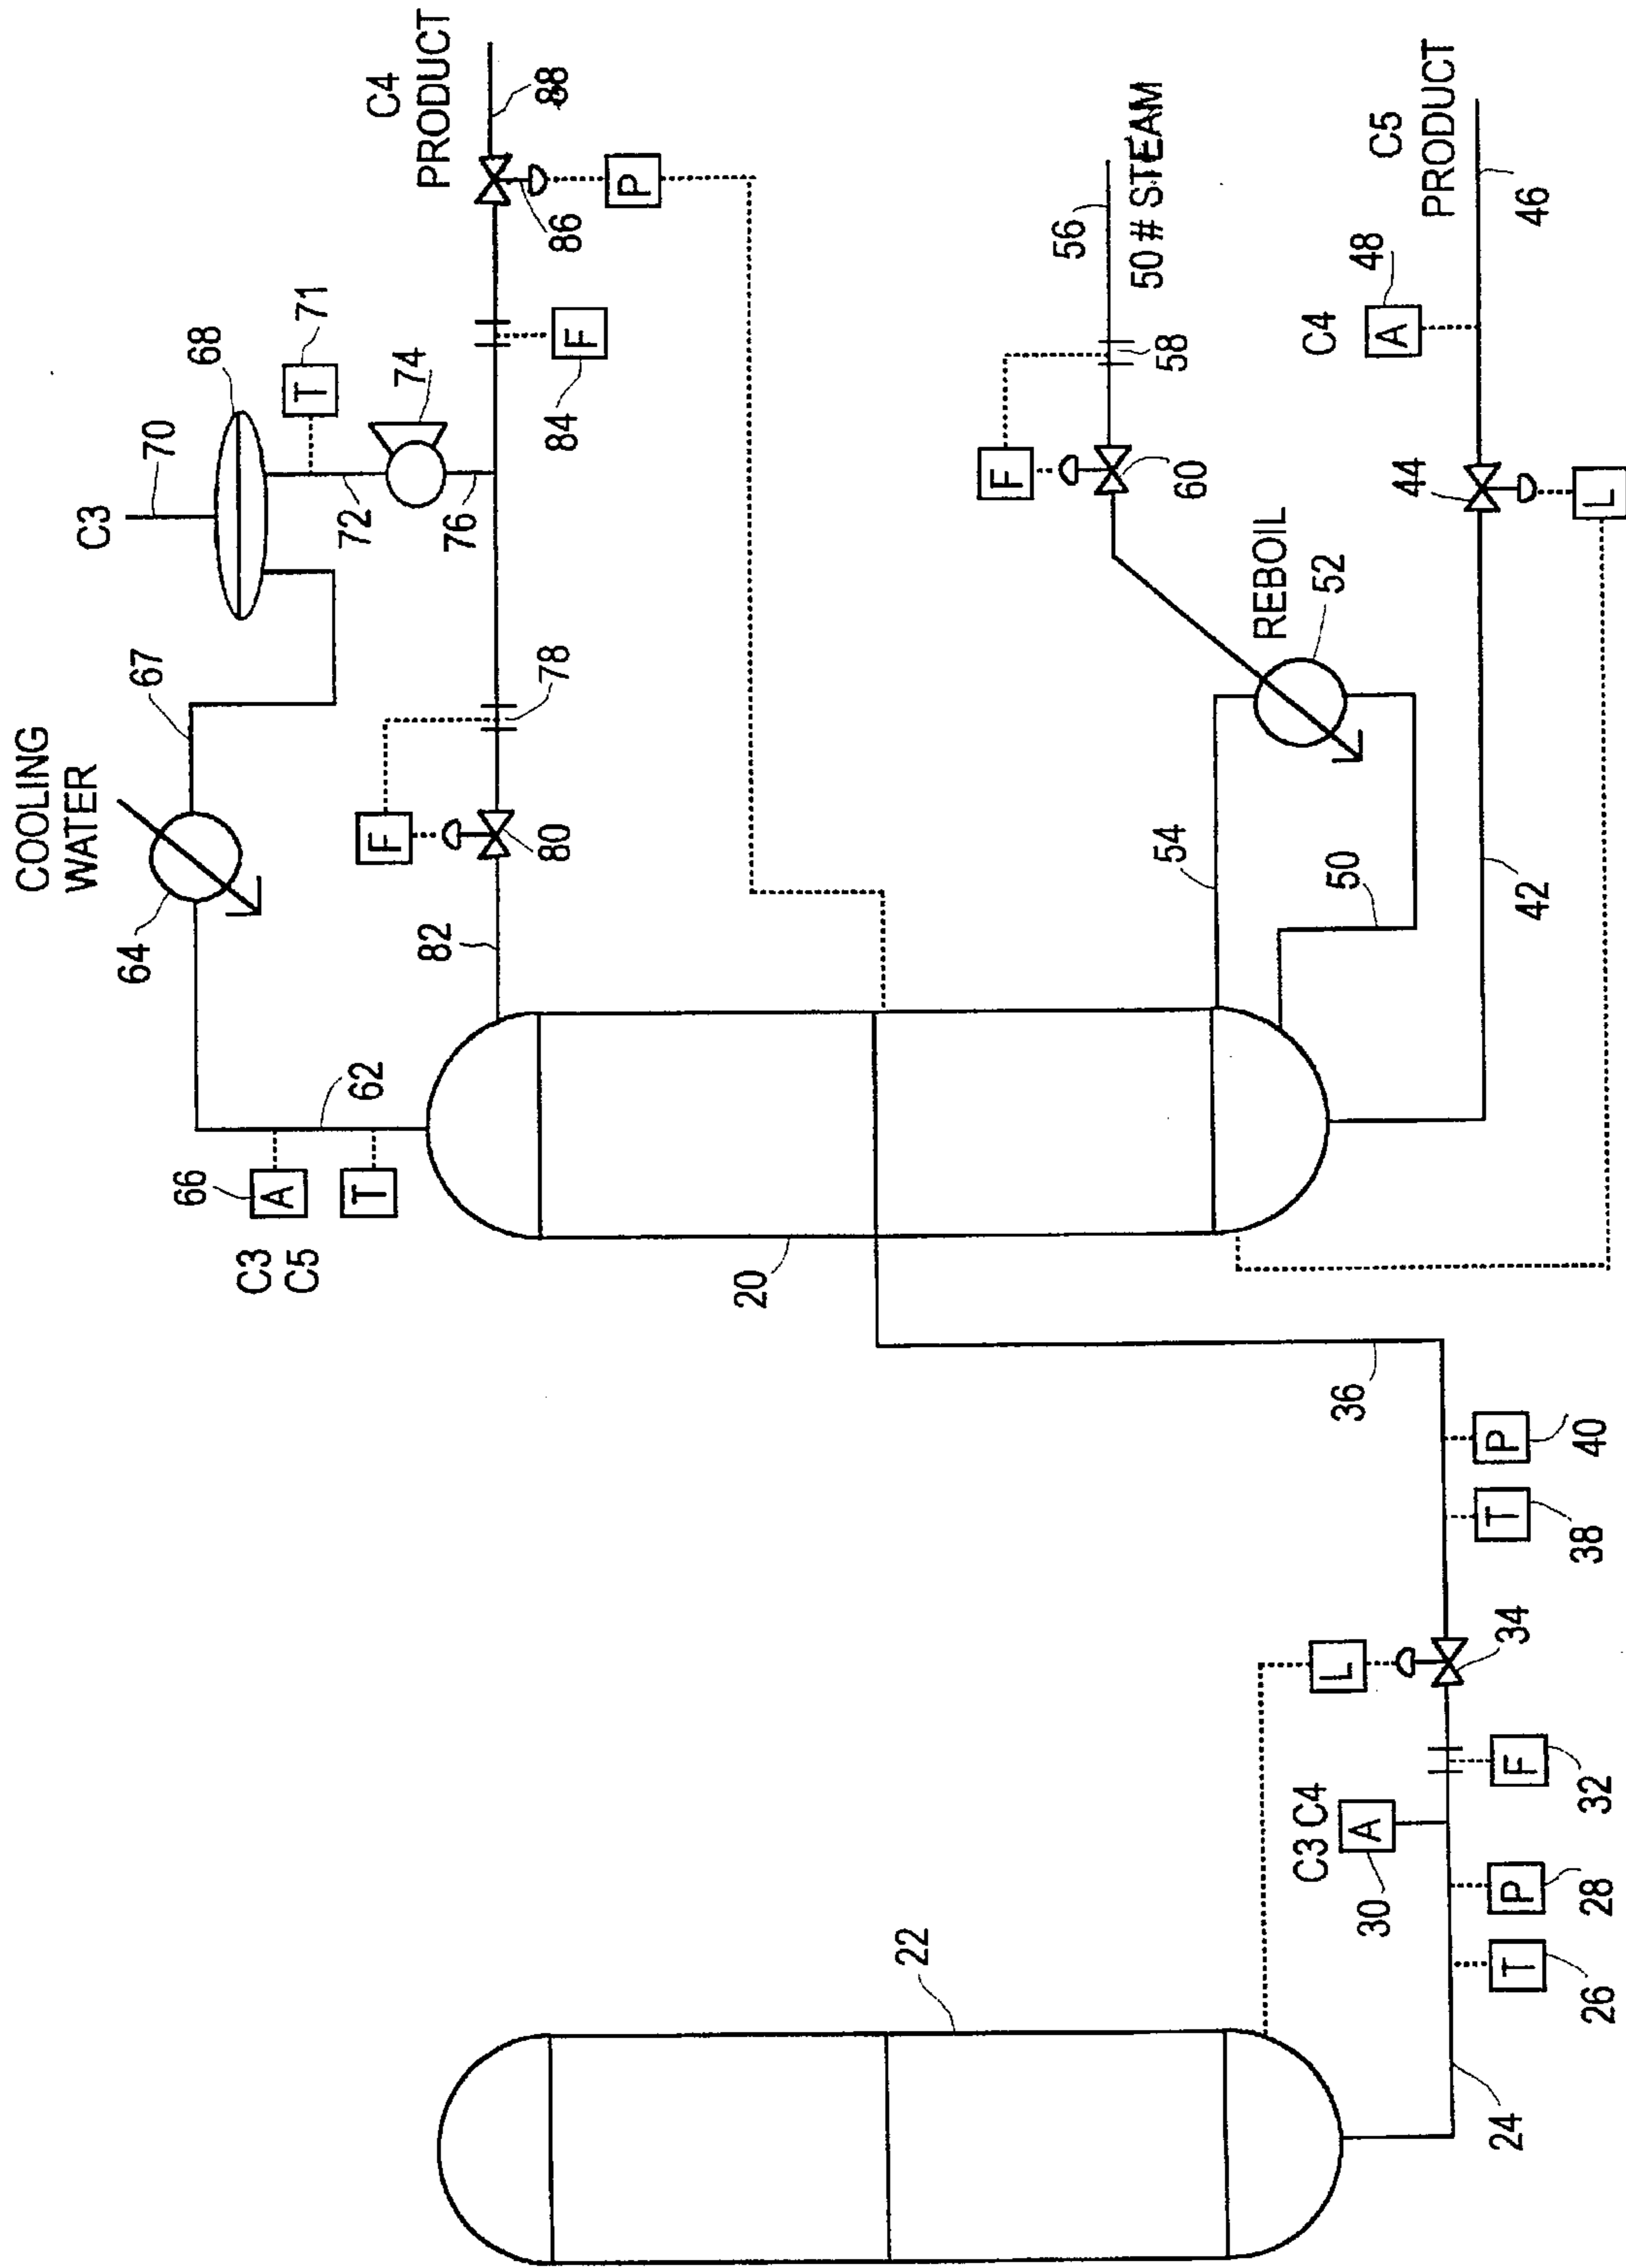 COOLING
WATER
64
67
C3
70
68
T
71
72
74
76
C4
PRODUCT
88
86
P
F
84
78
F
80
82
62
A
66
T
C3
C5
20
56
50 # STEAM
58
F
60
REBOIL
52
54
50
C5
PRODUCT
46
C4
A
48
44
L
42
36
P
40
T
38
L
34
C3 C4
A
30
F
32
P
28
T
26
22
24